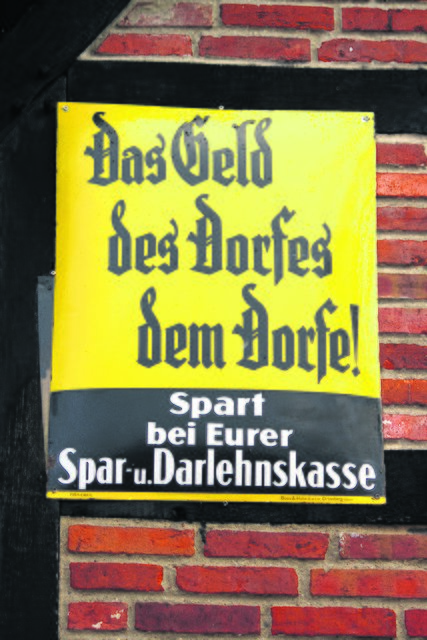 Das Geld
des Dorfes
dem Dorfe!
Spart
bei Eurer
Spar-u.Darlehnskasse